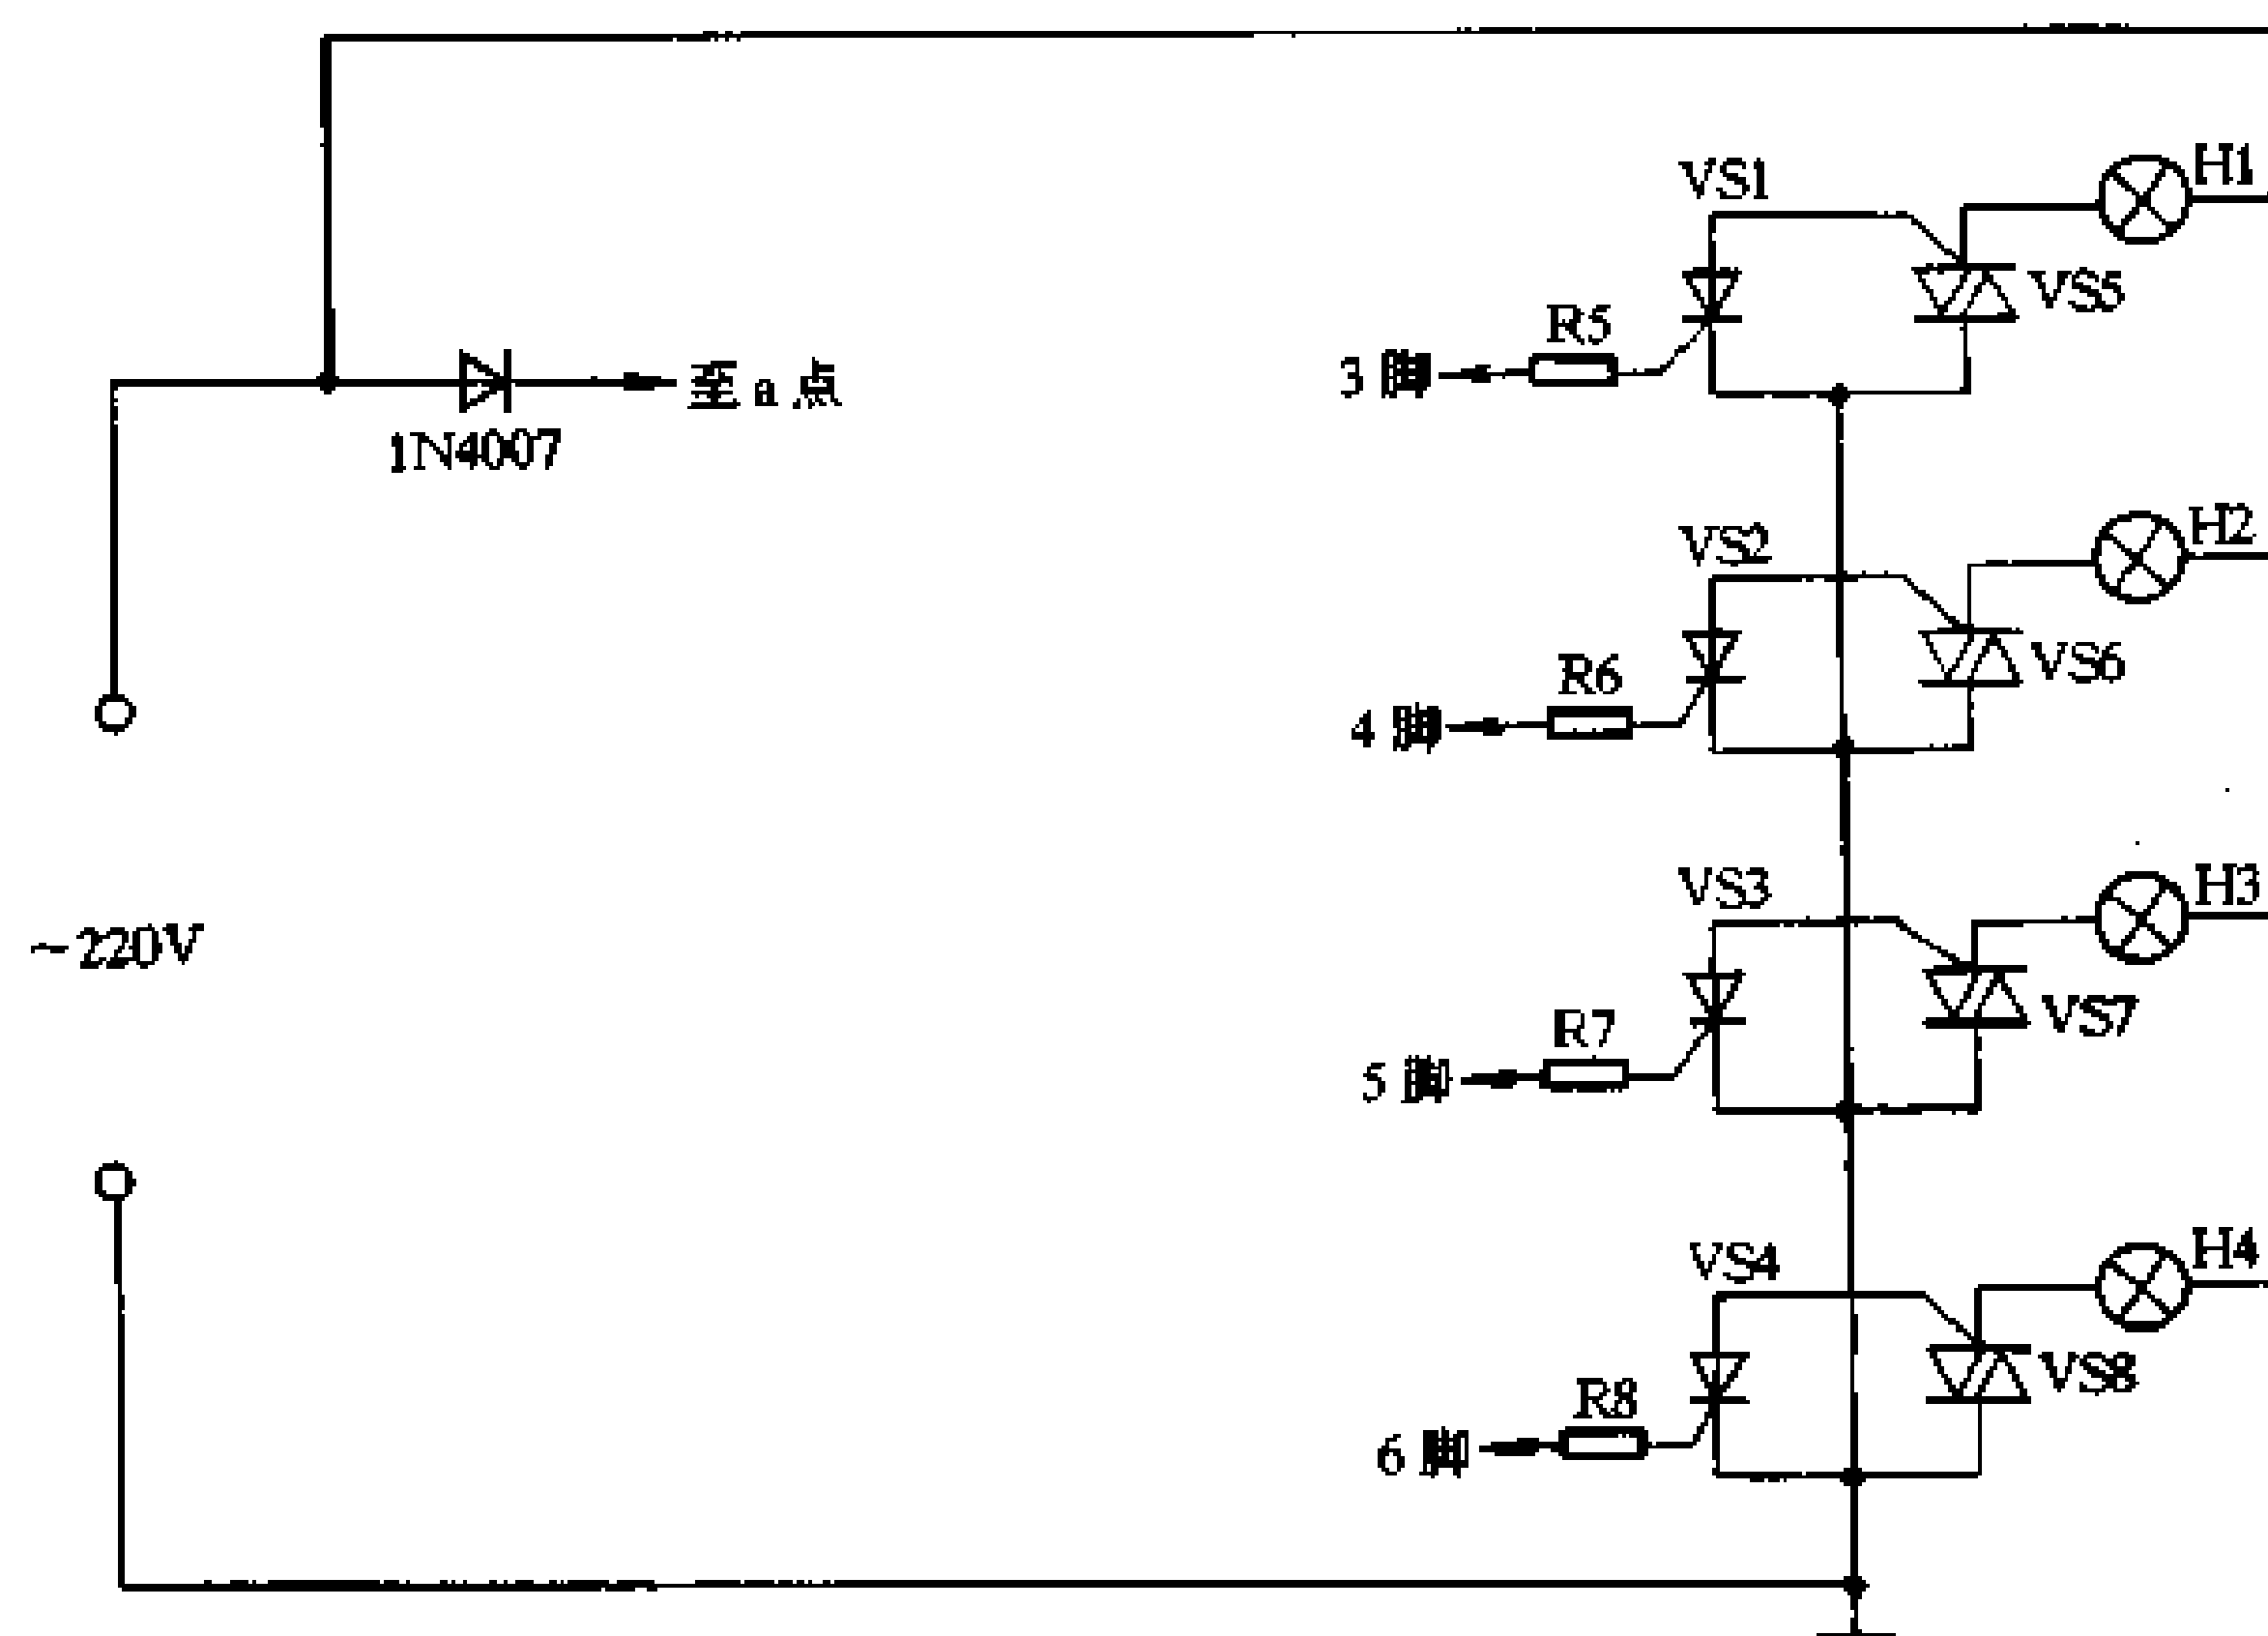 H1
VS1
VS5
R5
3 脚
至 a 点
1N4007
H2
VS2
VS6
R6
4 脚
H3
VS3
~220V
VS7
R7
5 脚
H4
VS4
VS8
R8
6 脚